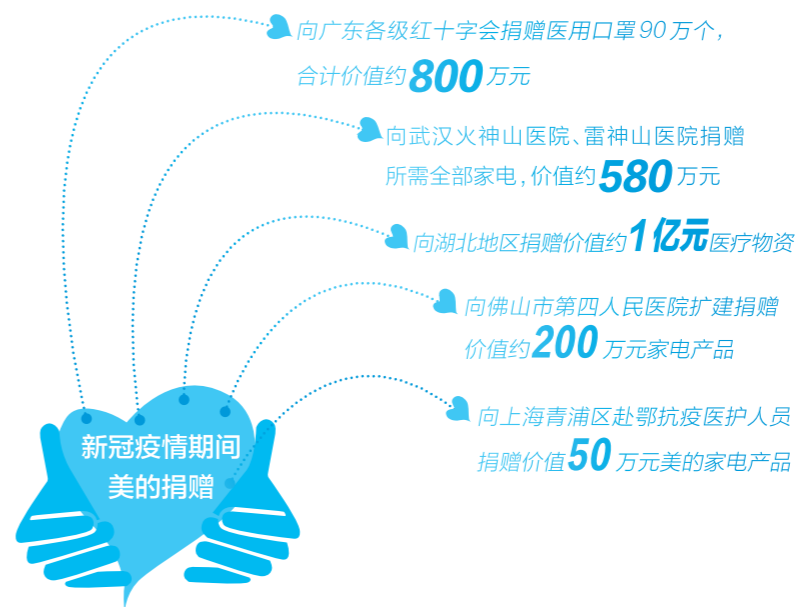 向广东各级红十字会捐赠医用口罩90万个，
合计价值约800万元
向武汉火神山医院、雷神山医院捐赠
所需全部家电，价值约580万元
向湖北地区捐赠价值约1亿元医疗物资
向佛山市第四人民医院扩建捐赠
价值约200万元家电产品
向上海青浦区赴鄂抗疫医护人员
捐赠价值50万元美的家电产品
新冠疫情期间
美的捐赠